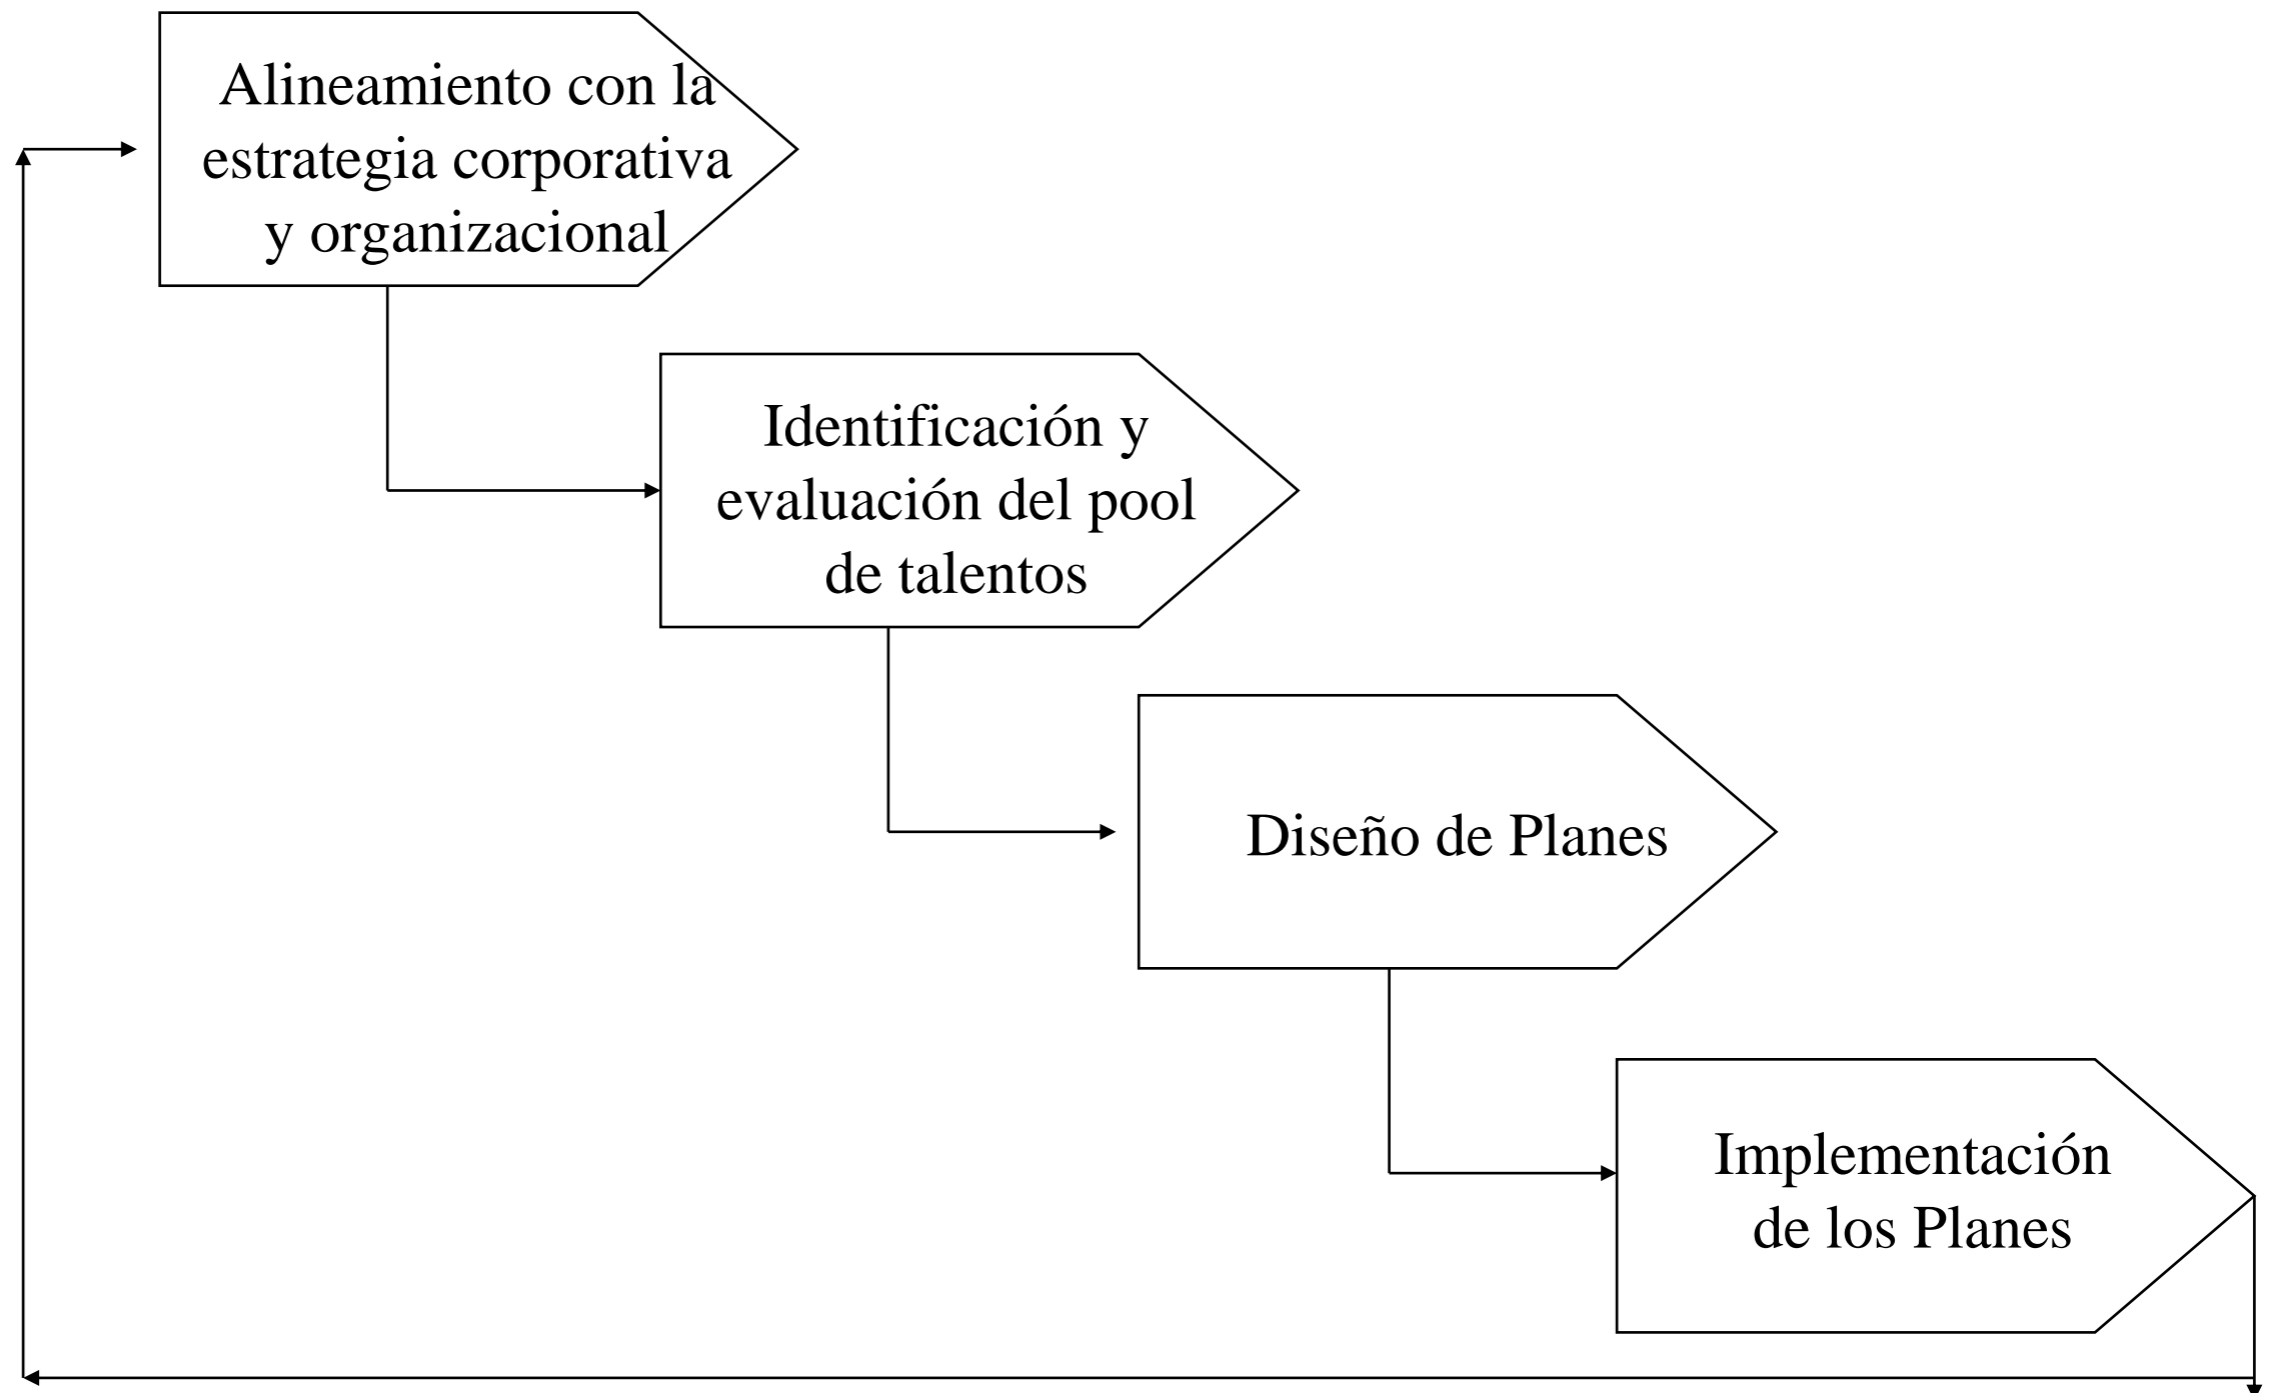 Alineamiento con la
estrategia corporativa
y organizacional
Identificación y
evaluación del pool
de talentos
Diseño de Planes
Implementación
de los Planes